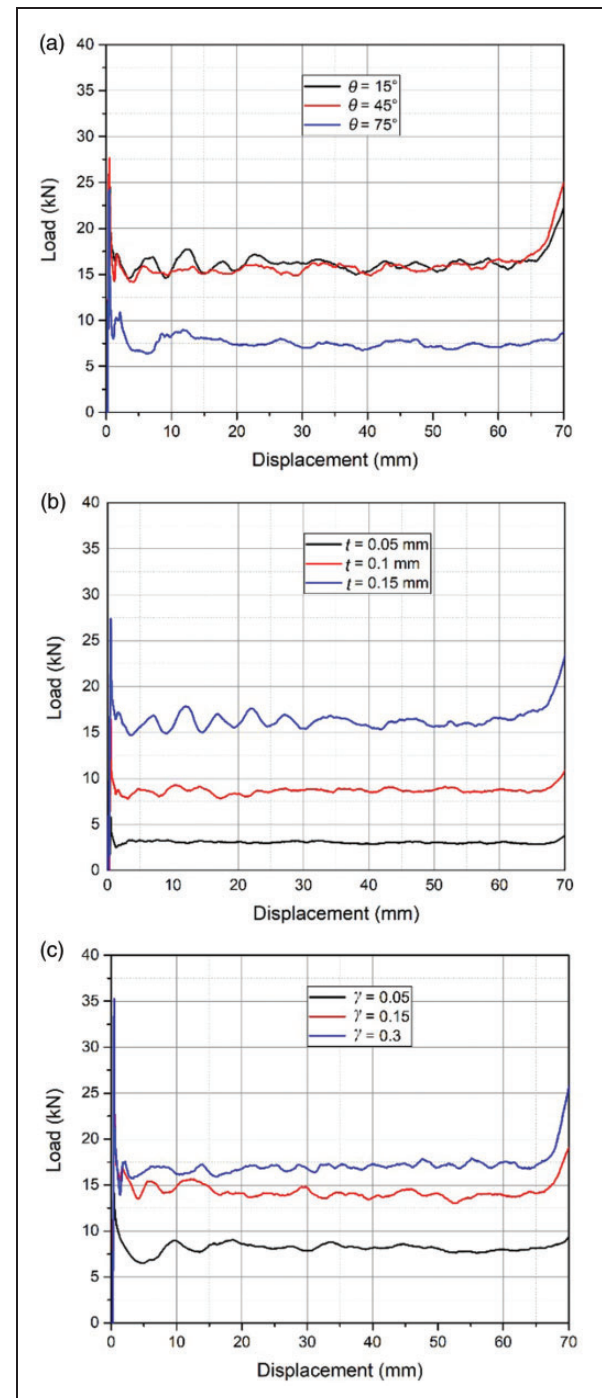 (a)
40
35
30
25
20
15
10
5
0
Load (kN)
θ = 15°
θ = 45°
θ = 75°
0 10 20 30 40 50 60 70
Displacement (mm)
(b)
40
35
30
25
20
15
10
5
0
Load (kN)
t = 0.05 mm
t = 0.1 mm
t = 0.15 mm
0 10 20 30 40 50 60 70
Displacement (mm)
(c)
40
35
30
25
20
15
10
5
0
Load (kN)
γ = 0.05
γ = 0.15
γ = 0.3
0 10 20 30 40 50 60 70
Displacement (mm)